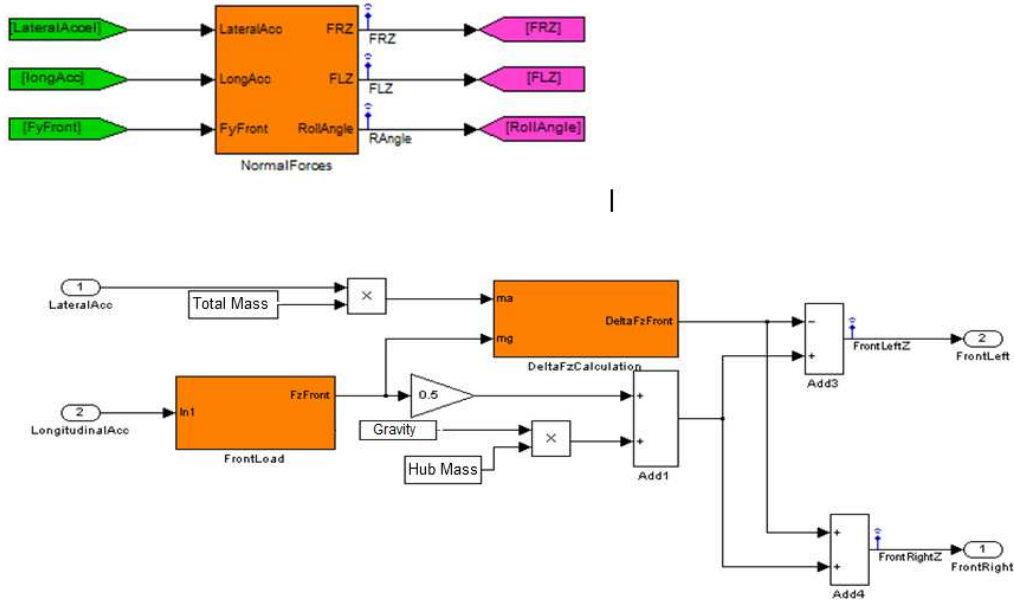 [LateralAccel]
LateralAcc
FRZ
FRZ
[FRZ]
[longAcc]
LongAcc
FLZ
FLZ
[FLZ]
[FyFront]
FyFront
RollAngle
RAngle
[RollAngle]
NormalForces
1
LateralAcc
Total Mass
×
ma
mg
DeltaFzFront
DeltaFzCalculation
−
+
Add3
FrontLeftZ
2
FrontLeft
2
LongitudinalAcc
In1
FzFront
FrontLoad
0.5
Gravity
Hub Mass
×
+
+
Add1
+
+
Add4
FrontRightZ
1
FrontRight